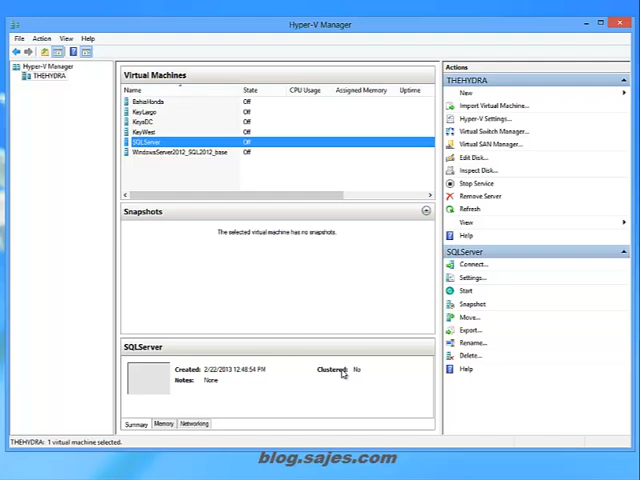 Hyper-V Manager
File Action View Help
Hyper-V Manager
THEHYDRA
Virtual Machines
Name State CPU Usage Assigned Memory Uptime
BahiaHonda Off
KeyLargo Off
KeysDC Off
KeyWest Off
SQLServer Off
WindowsServer2012_SQL2012_base Off
Snapshots
The selected virtual machine has no snapshots.
SQLServer
Created: 2/22/2013 12:48:54 PM Clustered: No
Notes: None
Summary Memory Networking
Actions
THEHYDRA
New
Import Virtual Machine...
Hyper-V Settings...
Virtual Switch Manager...
Virtual SAN Manager...
Edit Disk...
Inspect Disk...
Stop Service
Remove Server
Refresh
View
Help
SQLServer
Connect...
Settings...
Start
Snapshot
Move...
Export...
Rename...
Delete...
Help
THEHYDRA: 1 virtual machine selected.
blog.sajes.com